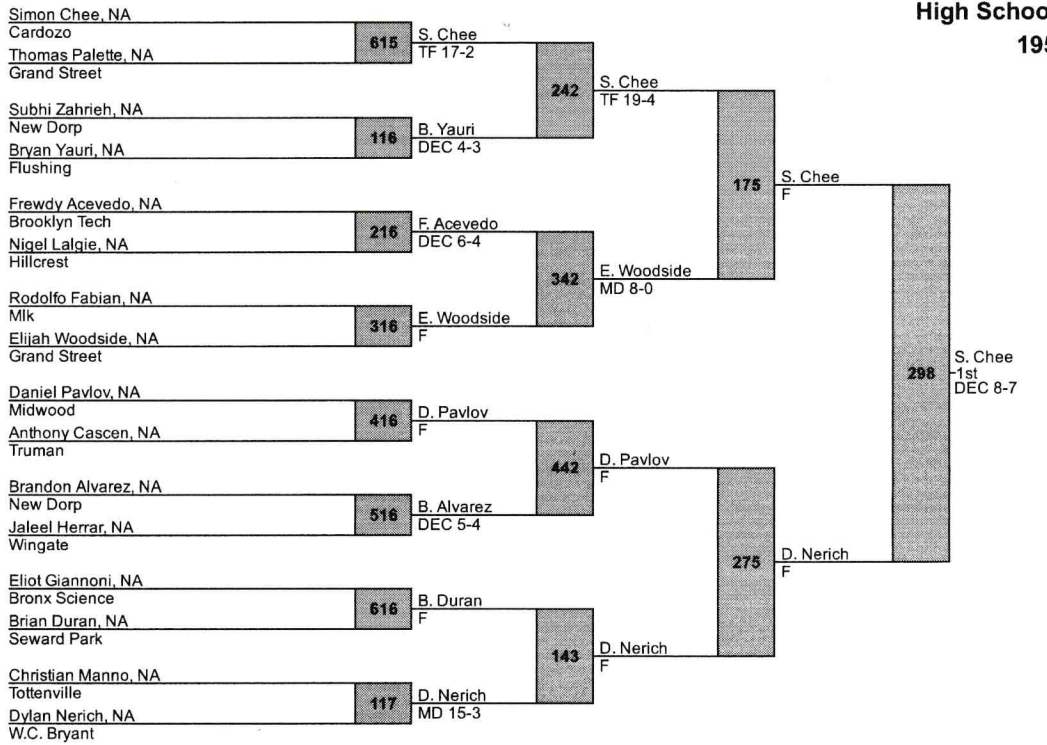 High Schoo
195
Simon Chee, NA
Cardozo
Thomas Palette, NA
Grand Street
615
S. Chee
TF 17-2
Subhi Zahrieh, NA
New Dorp
Bryan Yauri, NA
Flushing
116
B. Yauri
DEC 4-3
242
S. Chee
TF 19-4
Frewdy Acevedo, NA
Brooklyn Tech
Nigel Lalgie, NA
Hillcrest
216
F. Acevedo
DEC 6-4
Rodolfo Fabian, NA
Mlk
Elijah Woodside, NA
Grand Street
316
E. Woodside
F
342
E. Woodside
MD 8-0
175
S. Chee
F
Daniel Pavlov, NA
Midwood
Anthony Cascen, NA
Truman
416
D. Pavlov
F
Brandon Alvarez, NA
New Dorp
Jaleel Herrar, NA
Wingate
516
B. Alvarez
DEC 5-4
442
D. Pavlov
F
Eliot Giannoni, NA
Bronx Science
Brian Duran, NA
Seward Park
616
B. Duran
F
Christian Manno, NA
Tottenville
Dylan Nerich, NA
W.C. Bryant
117
D. Nerich
MD 15-3
143
D. Nerich
F
275
D. Nerich
F
298
S. Chee
1st
DEC 8-7